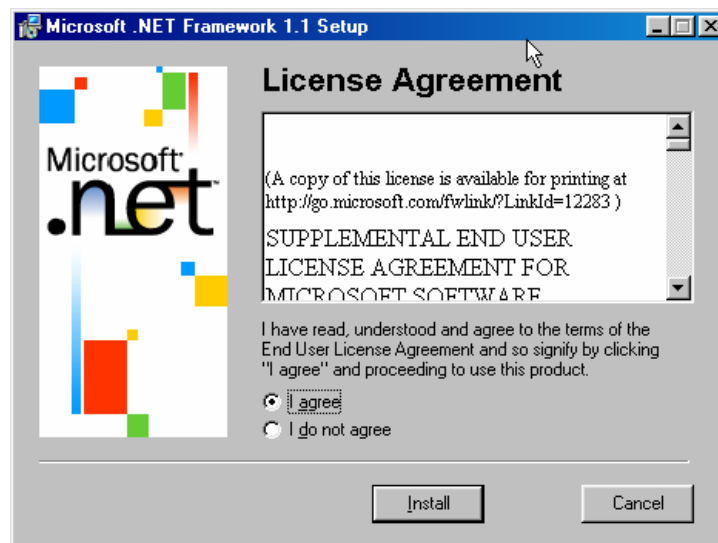 Microsoft .NET Framework 1.1 Setup
License Agreement
Microsoft
.net
(A copy of this license is available for printing at
http://go.microsoft.com/fwlink/?LinkId=12283 )
SUPPLEMENTAL END USER
LICENSE AGREEMENT FOR
MICROSOFT SOFTWARE
I have read, understood and agree to the terms of the
End User License Agreement and so signify by clicking
"I agree" and proceeding to use this product.
I agree
I do not agree
Install
Cancel